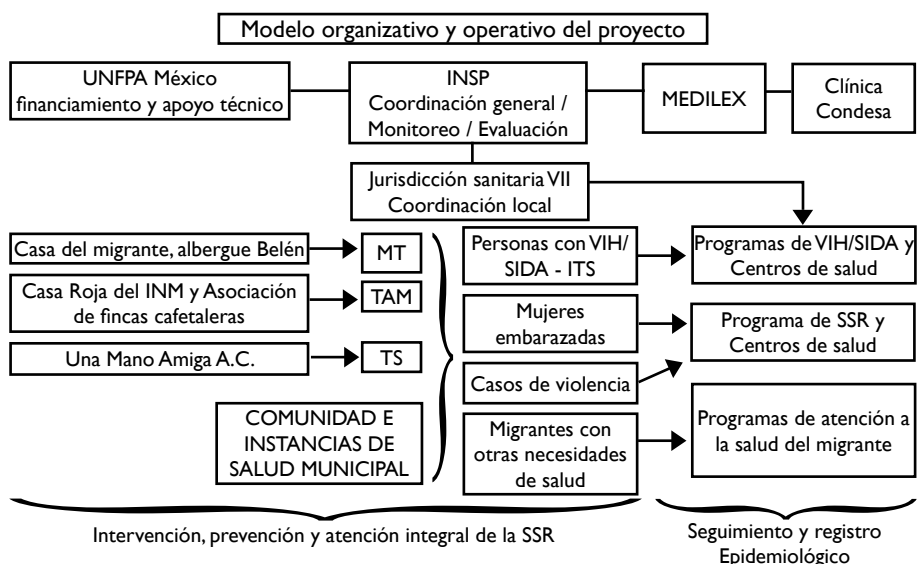 Modelo organizativo y operativo del proyecto
UNFPA México
financiamiento y apoyo técnico
INSP
Coordinación general /
Monitoreo / Evaluación
MEDILEX
Clínica
Condesa
Jurisdicción sanitaria VII
Coordinación local
Casa del migrante, albergue Belén
MT
Casa Roja del INM y Asociación
de fincas cafetaleras
TAM
Una Mano Amiga A.C.
TS
COMUNIDAD E
INSTANCIAS DE
SALUD MUNICIPAL
Personas con VIH/
SIDA - ITS
Mujeres
embarazadas
Casos de violencia
Migrantes con
otras necesidades
de salud
Programas de VIH/SIDA y
Centros de salud
Programa de SSR y
Centros de salud
Programas de atención a
la salud del migrante
Intervención, prevención y atención integral de la SSR
Seguimiento y registro
Epidemiológico